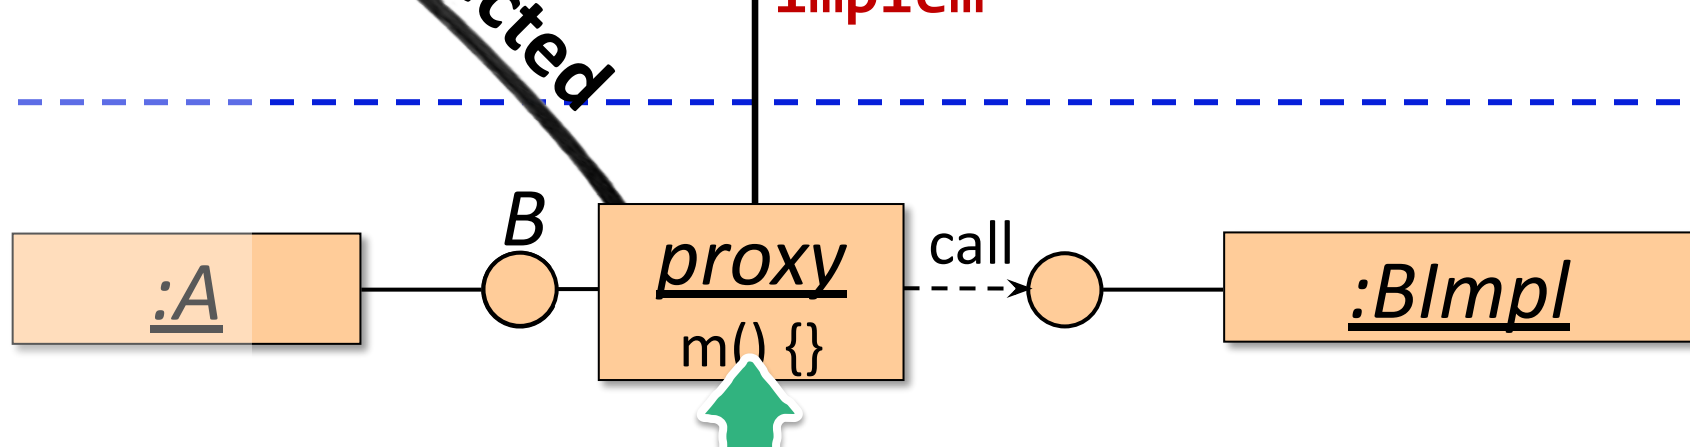 B
call
:A
proxy
:BImpl
m() {}